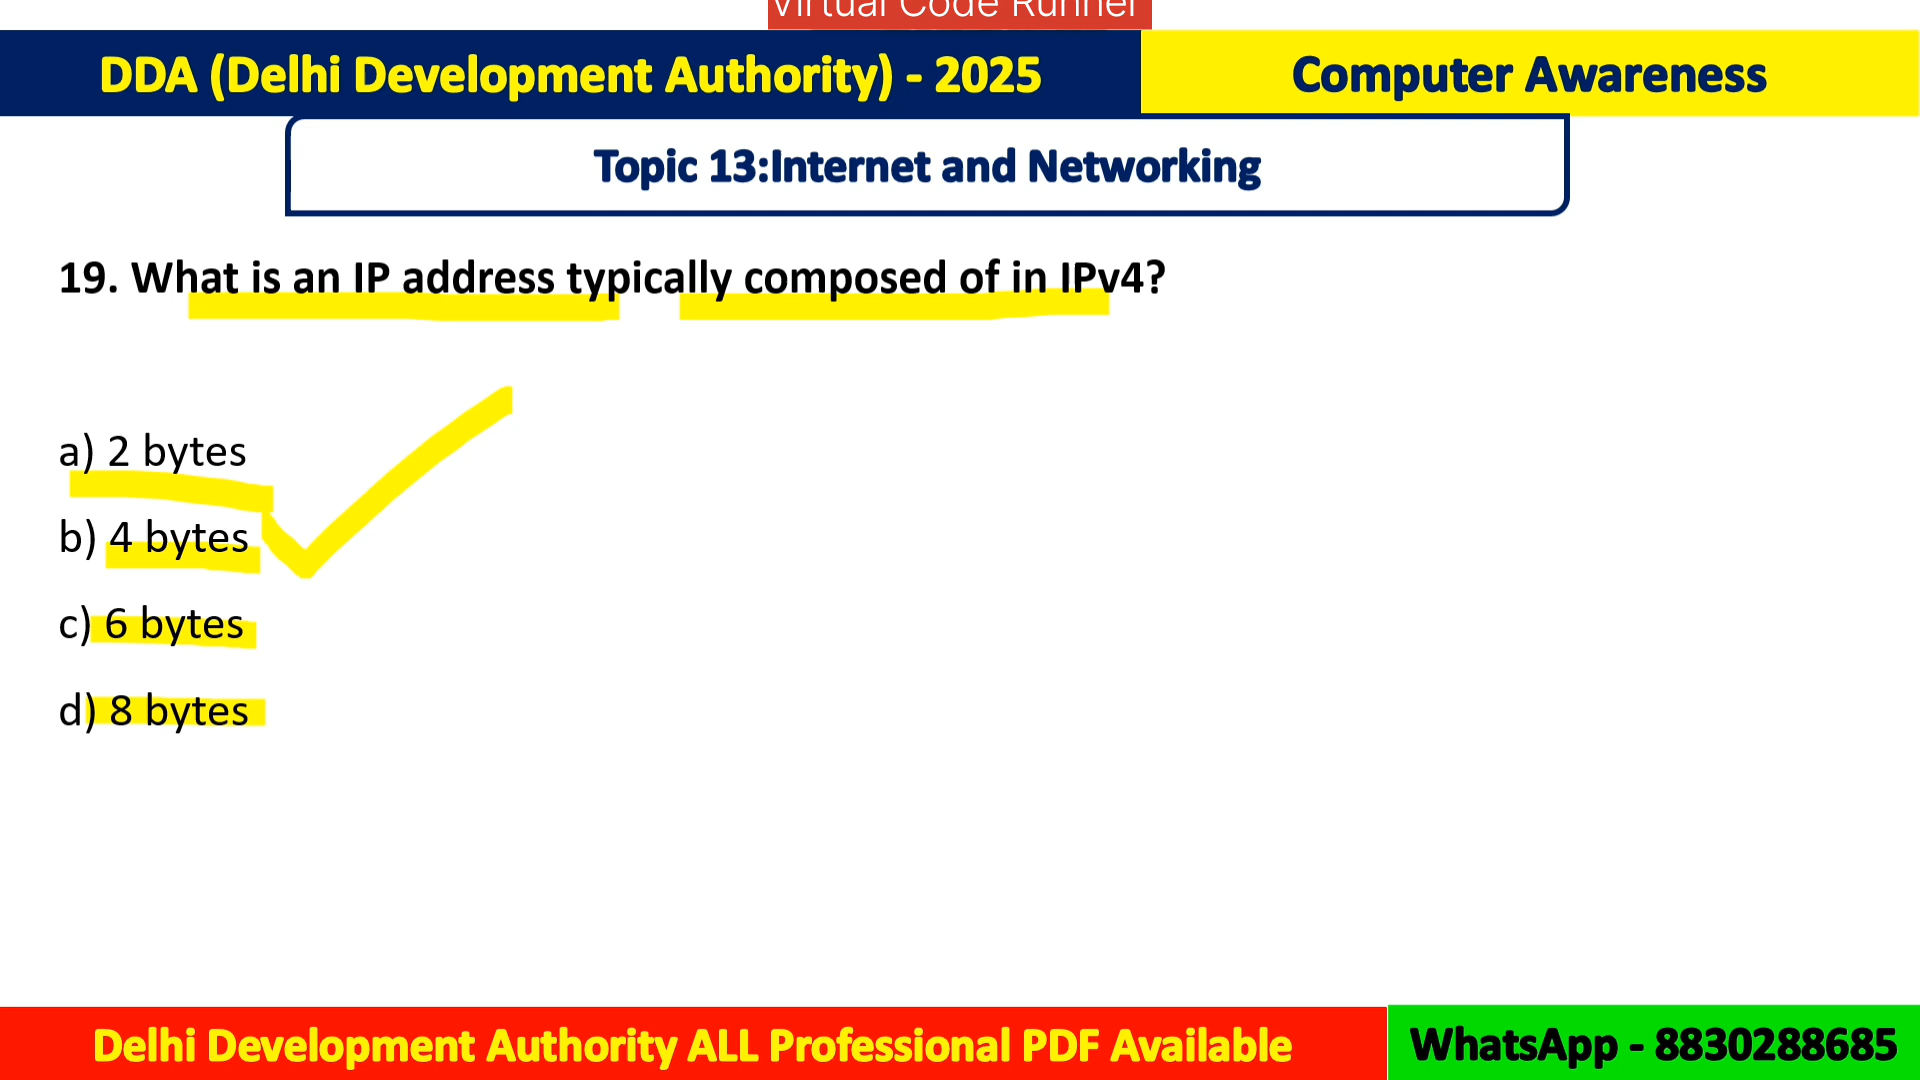 Virtual Code Runner
DDA (Delhi Development Authority) - 2025
Computer Awareness
Topic 13:Internet and Networking
19. What is an IP address typically composed of in IPv4?
a) 2 bytes
b) 4 bytes
c) 6 bytes
d) 8 bytes
Delhi Development Authority ALL Professional PDF Available
WhatsApp - 8830288685